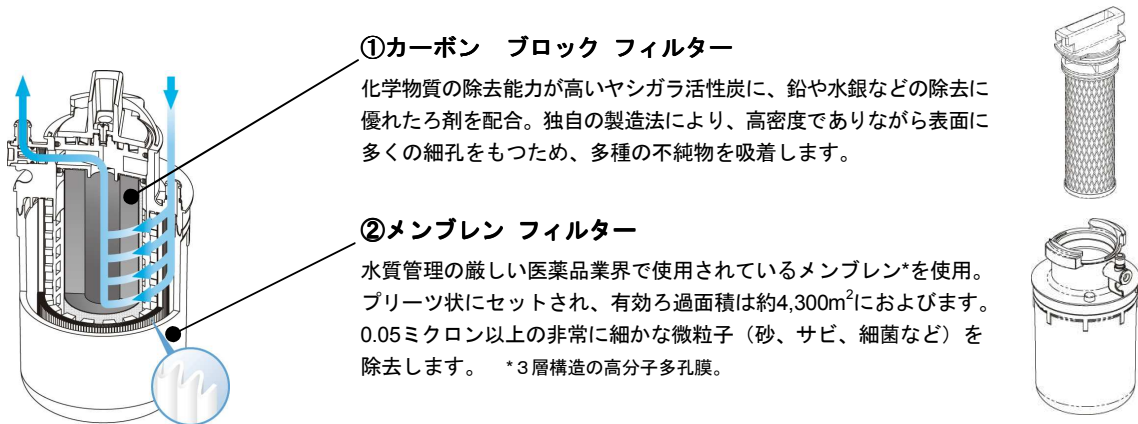 ①カーボン ブロック フィルター
化学物質の除去能力が高いヤシガラ活性炭に、鉛や水銀などの除去に
優れたろ剤を配合。独自の製造法により、高密度でありながら表面に
多くの細孔をもつため、多種の不純物を吸着します。
②メンブレン フィルター
水質管理の厳しい医薬品業界で使用されているメンブレン*を使用。
プリーツ状にセットされ、有効ろ過面積は約4,300m²におよびます。
0.05ミクロン以上の非常に細かな微粒子（砂、サビ、細菌など）を
除去します。 *３層構造の高分子多孔膜。